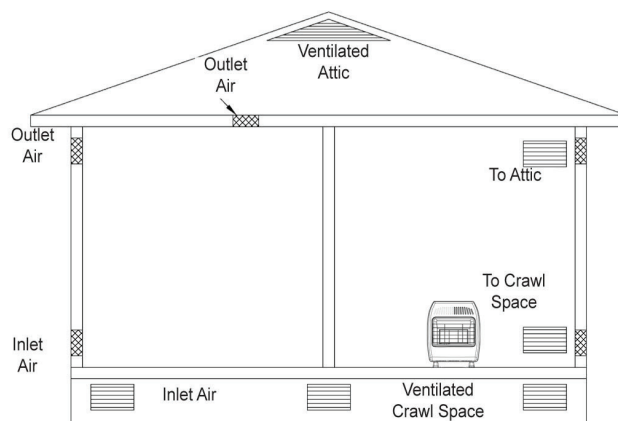 Ventilated
Attic
Outlet
Air
Outlet
Air
To Attic
To Crawl
Space
Inlet
Air
Inlet Air
Ventilated
Crawl Space